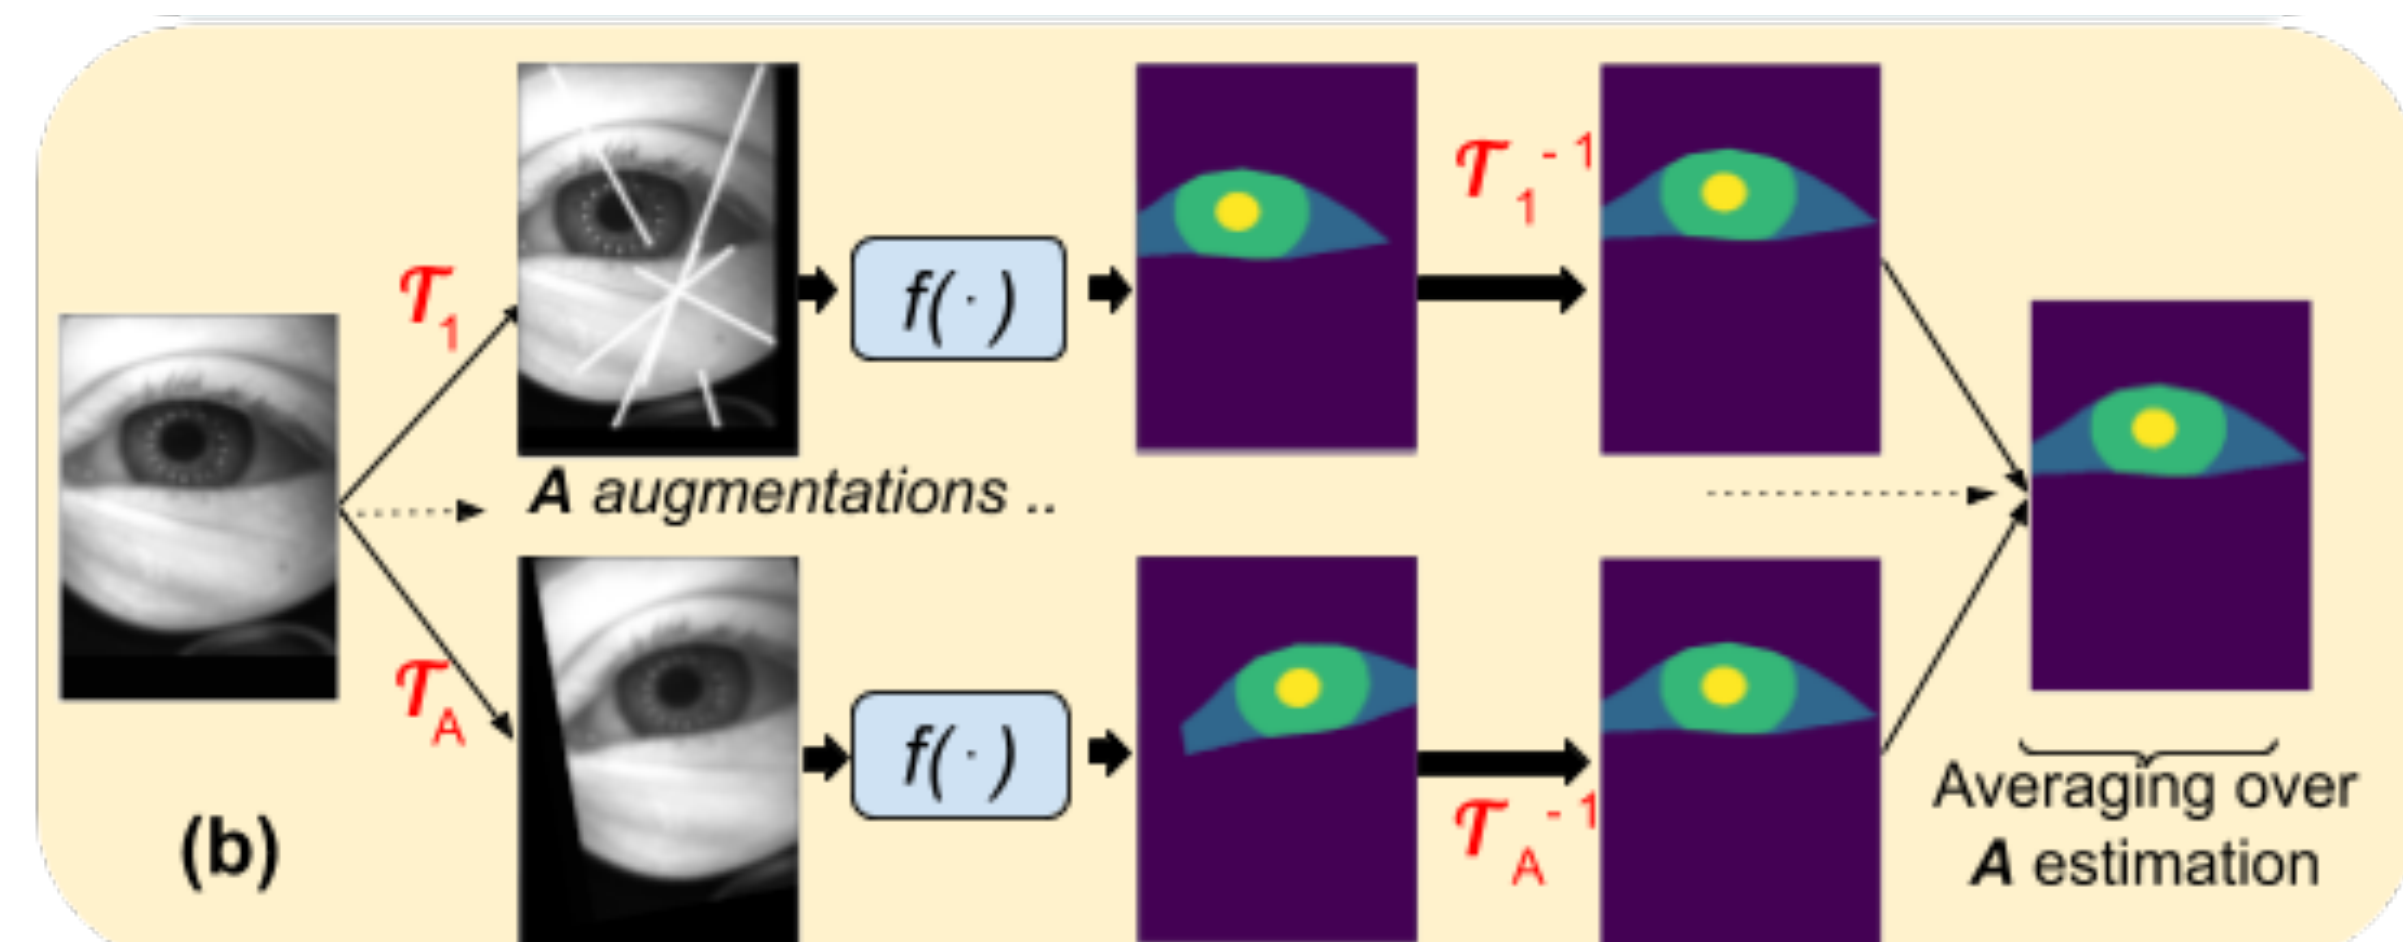 𝒯1
f(·)
𝒯1-1
A augmentations ..
𝒯A
f(·)
𝒯A-1
Averaging over
A estimation
(b)